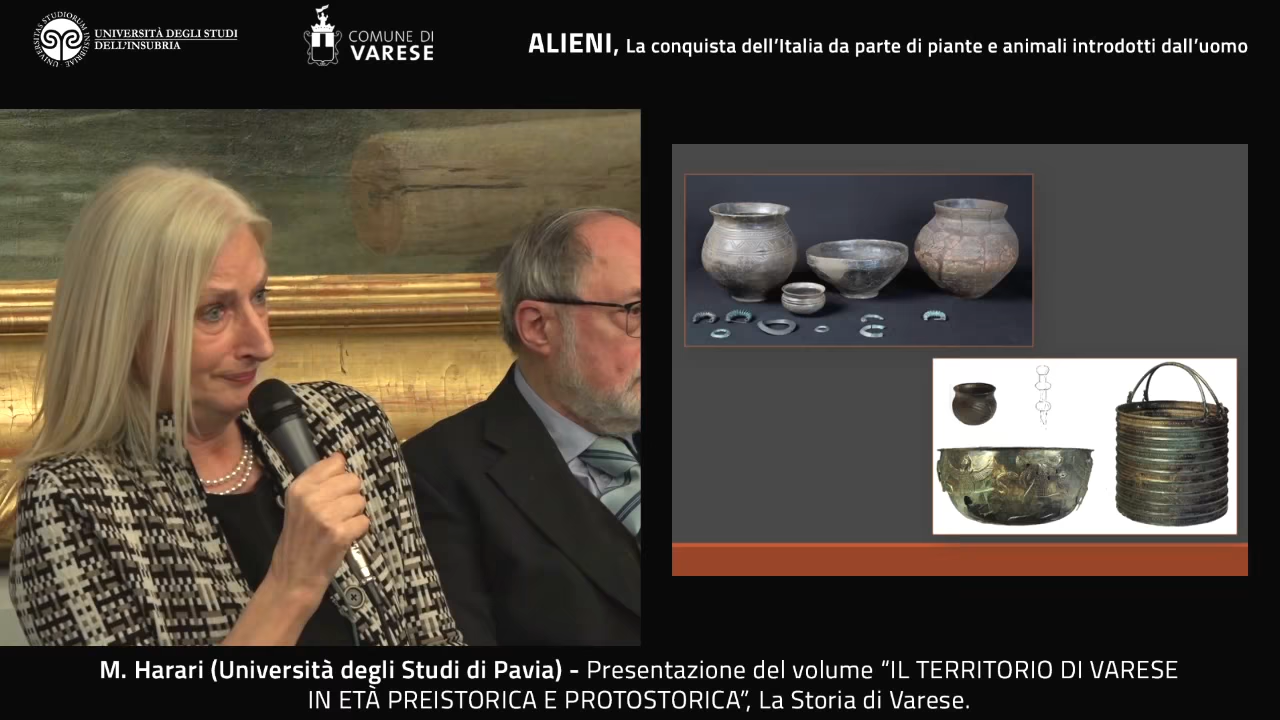 UNIVERSITÀ DEGLI STUDI
DELL'INSUBRIA
COMUNE DI
VARESE
ALIENI, La conquista dell'Italia da parte di piante e animali introdotti dall'uomo
M. Harari (Università degli Studi di Pavia) - Presentazione del volume “IL TERRITORIO DI VARESE
IN ETÀ PREISTORICA E PROTOSTORICA”, La Storia di Varese.